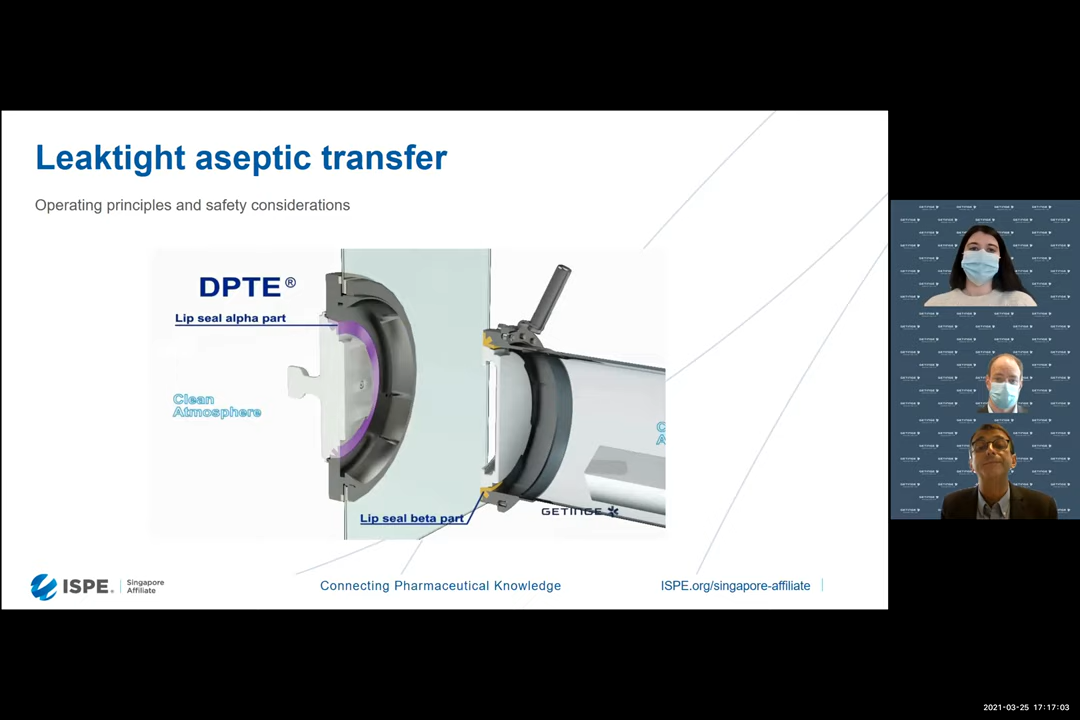 Leaktight aseptic transfer
Operating principles and safety considerations
DPTE®
Lip seal alpha part
Clean
Atmosphere
C
A
Lip seal beta part
GETINGE
ISPE®
Singapore
Affiliate
Connecting Pharmaceutical Knowledge
ISPE.org/singapore-affiliate
2021-03-25 17:17:03